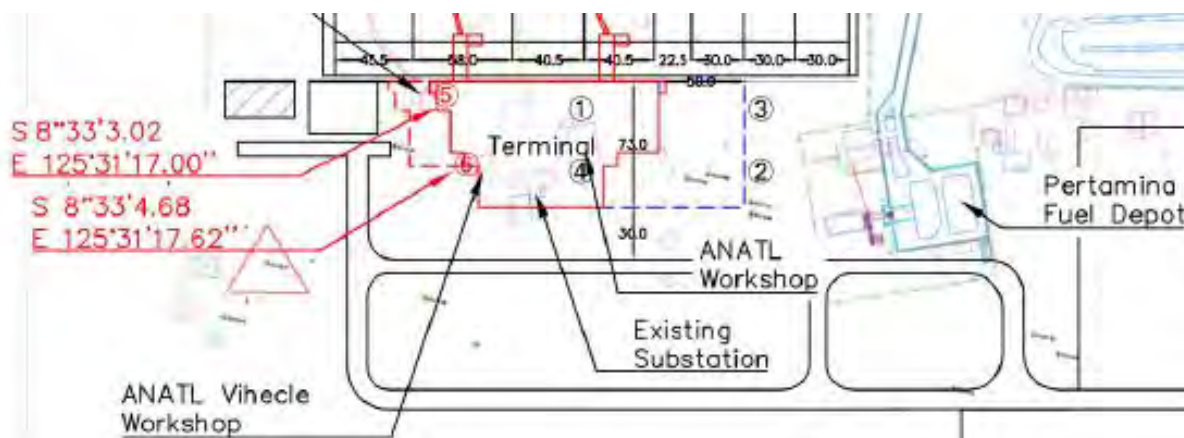 45.5
58.0
40.5
40.5
22.5
30.0
30.0
30.0
58.0
⑤
①
③
S 8°33'3.02
E 125°31'17.00''
Terminal
73.0
⑥
④
②
S 8°33'4.68
E 125°31'17.62''
Pertamina
Fuel Depot
30.0
ANATL
Workshop
Existing
Substation
ANATL Vihecle
Workshop